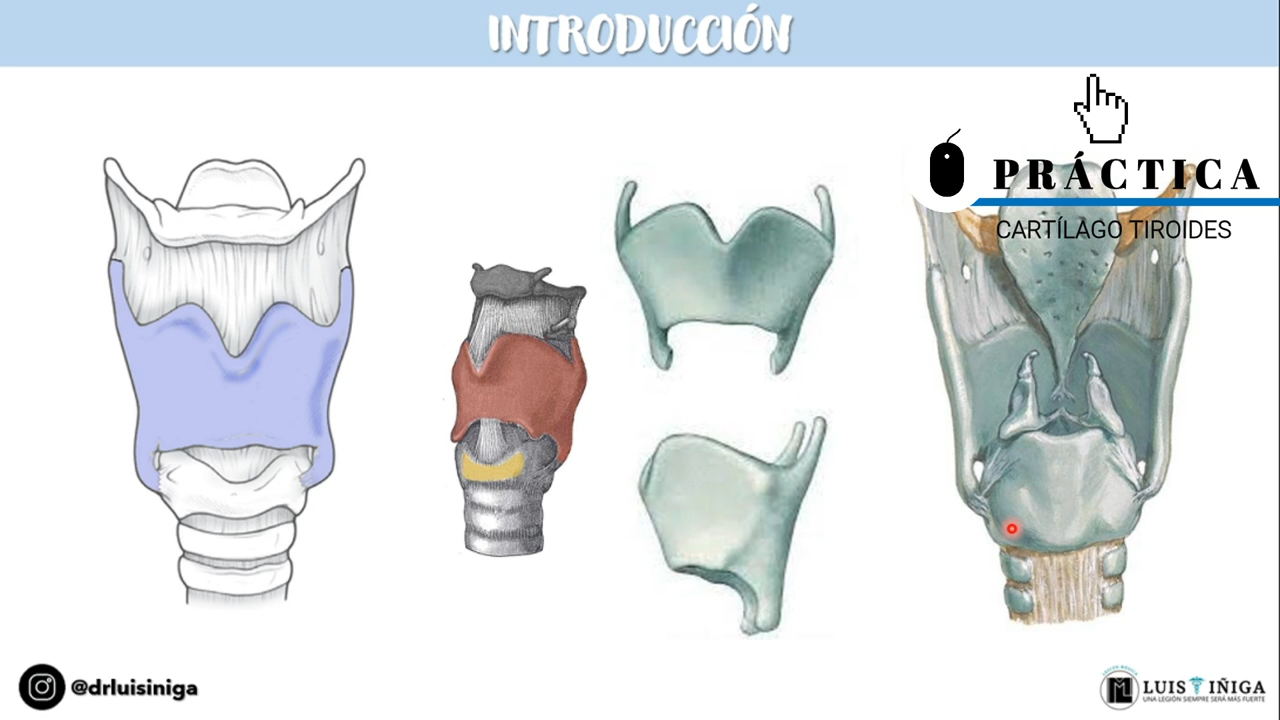 INTRODUCCIÓN
PRÁCTICA
CARTÍLAGO TIROIDES
@drluisiniga
LUIS IÑIGA
UNA LEGIÓN SIEMPRE SERÁ MÁS FUERTE